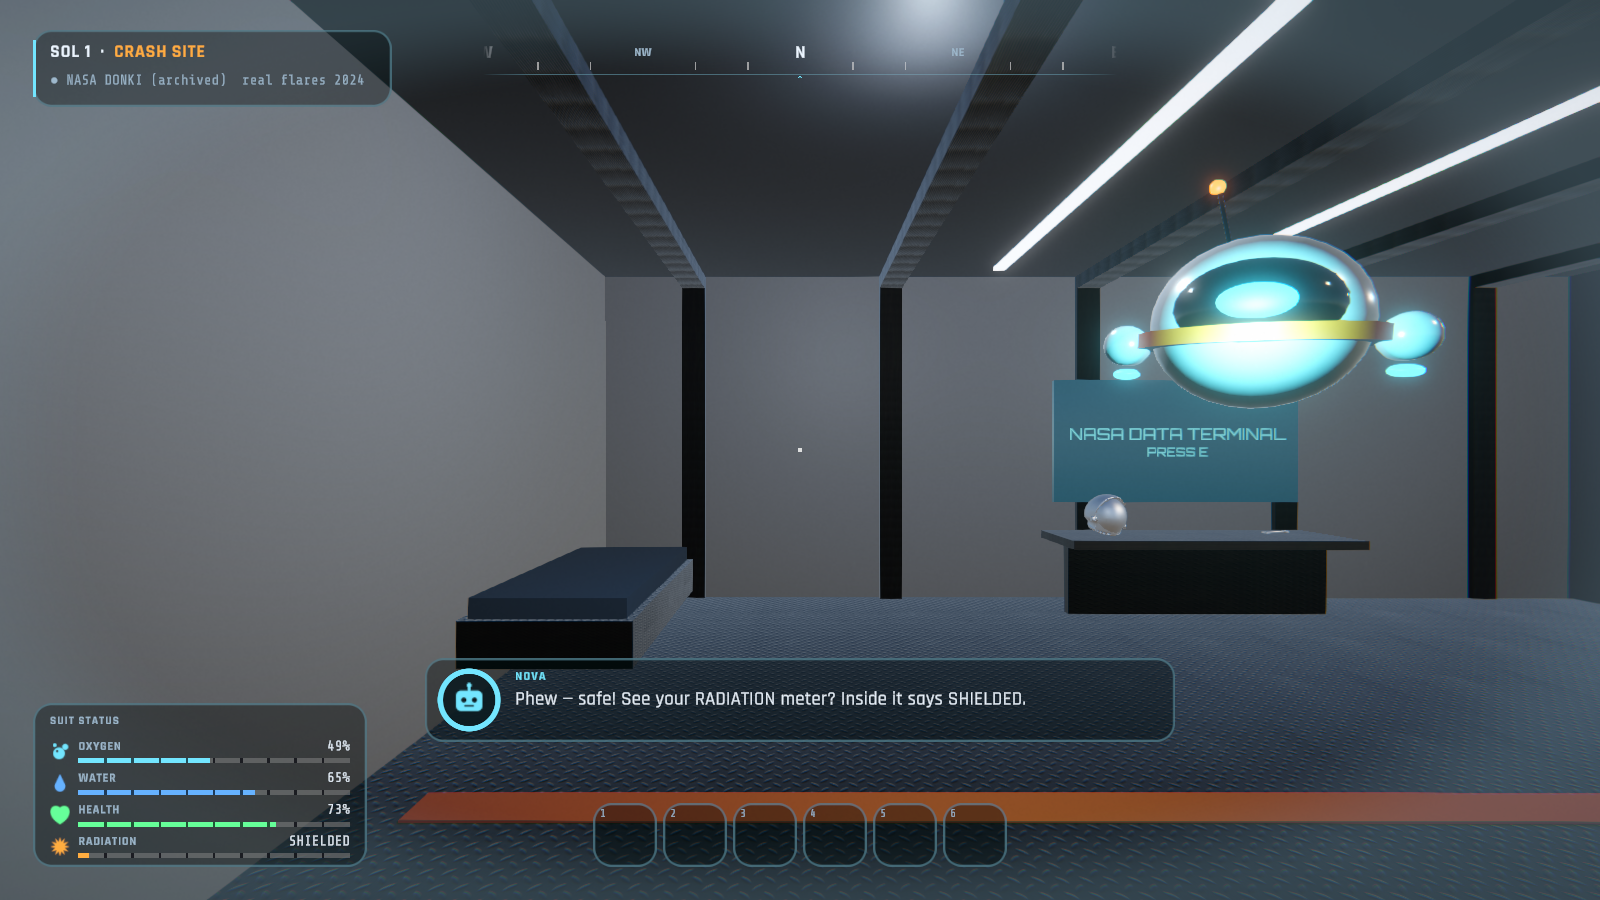 SOL 1 · CRASH SITE
NASA DONKI (archived) real flares 2024
NW
N
NE
NASA DATA TERMINAL
PRESS E
NOVA
Phew — safe! See your RADIATION meter? Inside it says SHIELDED.
SUIT STATUS
OXYGEN 49%
WATER 65%
HEALTH 73%
RADIATION SHIELDED
1 2 3 4 5 6